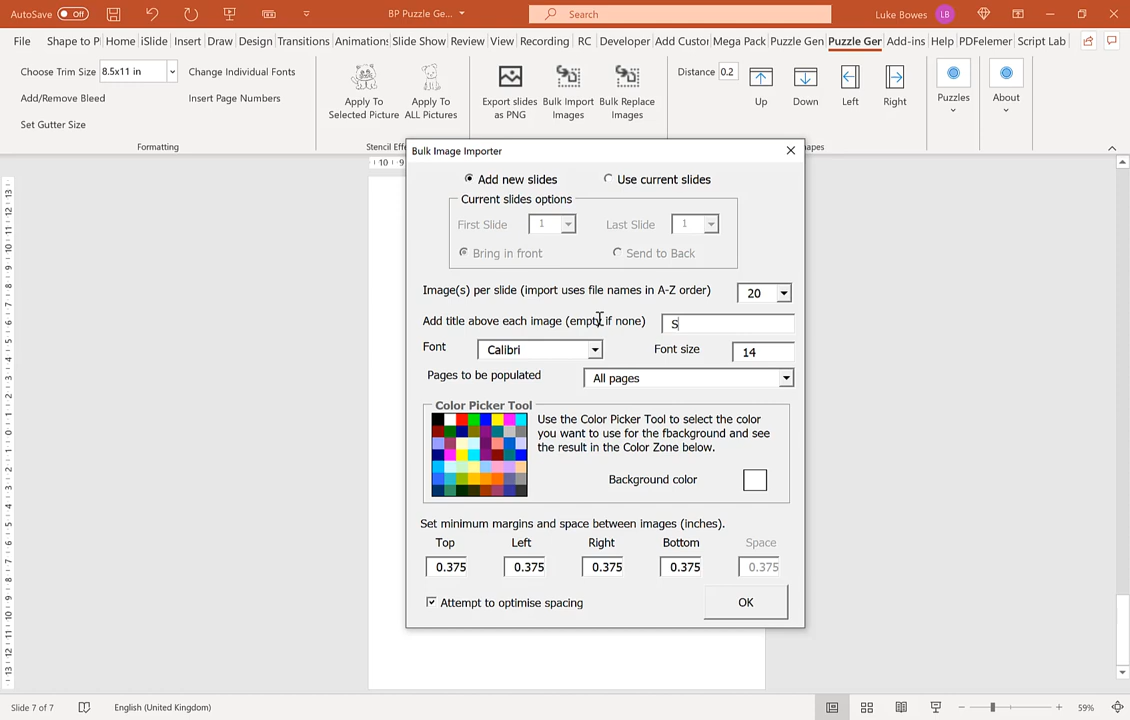 AutoSave Off BP Puzzle Ge... Search Luke Bowes LB
File Shape to P Home iSlide Insert Draw Design Transitions Animation Slide Show Review View Recording RC Developer Add Custor Mega Pack Puzzle Gen Puzzle Ger Add-ins Help PDFelemer Script Lab
Choose Trim Size 8.5x11 in Change Individual Fonts
Add/Remove Bleed Insert Page Numbers
Set Gutter Size
Formatting
Apply To Selected Picture
Apply To ALL Pictures
Stencil Eff
Export slides as PNG
Bulk Import Images
Bulk Replace Images
Distance 0.2
Up Down Left Right
apes
Puzzles About
10 9
Bulk Image Importer
Add new slides Use current slides
Current slides options
First Slide 1 Last Slide 1
Bring in front Send to Back
Image(s) per slide (import uses file names in A-Z order) 20
Add title above each image (empty if none) S
Font Calibri Font size 14
Pages to be populated All pages
Color Picker Tool
Use the Color Picker Tool to select the color
you want to use for the fbackground and see
the result in the Color Zone below.
Background color
Set minimum margins and space between images (inches).
Top Left Right Bottom Space
0.375 0.375 0.375 0.375 0.375
Attempt to optimise spacing OK
Slide 7 of 7 English (United Kingdom) 59%